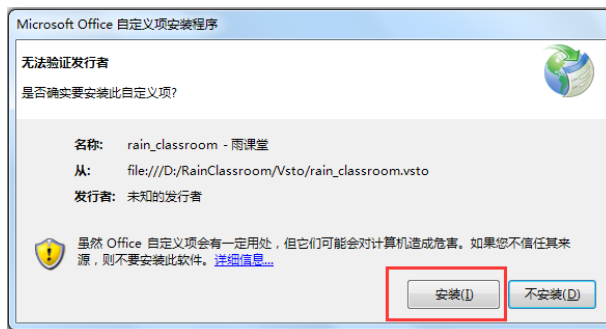 Microsoft Office 自定义项安装程序
无法验证发行者
是否确实要安装此自定义项?
名称: rain_classroom - 雨课堂
从: file:///D:/RainClassroom/Vsto/rain_classroom.vsto
发行者: 未知的发行者
虽然 Office 自定义项会有一定用处，但它们可能会对计算机造成危害。如果您不信任其来
源，则不要安装此软件。详细信息...
安装(I) 不安装(D)